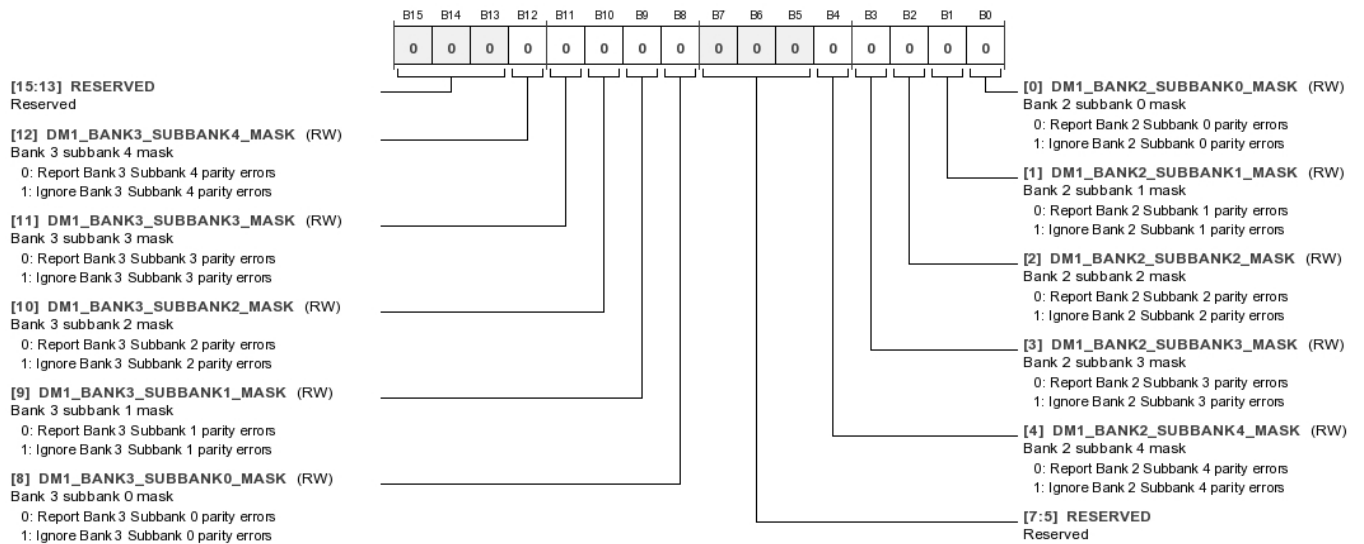 B15 B14 B13 B12 B11 B10 B9 B8 B7 B6 B5 B4 B3 B2 B1 B0
0 0 0 0 0 0 0 0 0 0 0 0 0 0 0 0
[15:13] RESERVED
Reserved
[12] DM1_BANK3_SUBBANK4_MASK (RW)
Bank 3 subbank 4 mask
0: Report Bank 3 Subbank 4 parity errors
1: Ignore Bank 3 Subbank 4 parity errors
[11] DM1_BANK3_SUBBANK3_MASK (RW)
Bank 3 subbank 3 mask
0: Report Bank 3 Subbank 3 parity errors
1: Ignore Bank 3 Subbank 3 parity errors
[10] DM1_BANK3_SUBBANK2_MASK (RW)
Bank 3 subbank 2 mask
0: Report Bank 3 Subbank 2 parity errors
1: Ignore Bank 3 Subbank 2 parity errors
[9] DM1_BANK3_SUBBANK1_MASK (RW)
Bank 3 subbank 1 mask
0: Report Bank 3 Subbank 1 parity errors
1: Ignore Bank 3 Subbank 1 parity errors
[8] DM1_BANK3_SUBBANK0_MASK (RW)
Bank 3 subbank 0 mask
0: Report Bank 3 Subbank 0 parity errors
1: Ignore Bank 3 Subbank 0 parity errors
[0] DM1_BANK2_SUBBANK0_MASK (RW)
Bank 2 subbank 0 mask
0: Report Bank 2 Subbank 0 parity errors
1: Ignore Bank 2 Subbank 0 parity errors
[1] DM1_BANK2_SUBBANK1_MASK (RW)
Bank 2 subbank 1 mask
0: Report Bank 2 Subbank 1 parity errors
1: Ignore Bank 2 Subbank 1 parity errors
[2] DM1_BANK2_SUBBANK2_MASK (RW)
Bank 2 subbank 2 mask
0: Report Bank 2 Subbank 2 parity errors
1: Ignore Bank 2 Subbank 2 parity errors
[3] DM1_BANK2_SUBBANK3_MASK (RW)
Bank 2 subbank 3 mask
0: Report Bank 2 Subbank 3 parity errors
1: Ignore Bank 2 Subbank 3 parity errors
[4] DM1_BANK2_SUBBANK4_MASK (RW)
Bank 2 subbank 4 mask
0: Report Bank 2 Subbank 4 parity errors
1: Ignore Bank 2 Subbank 4 parity errors
[7:5] RESERVED
Reserved